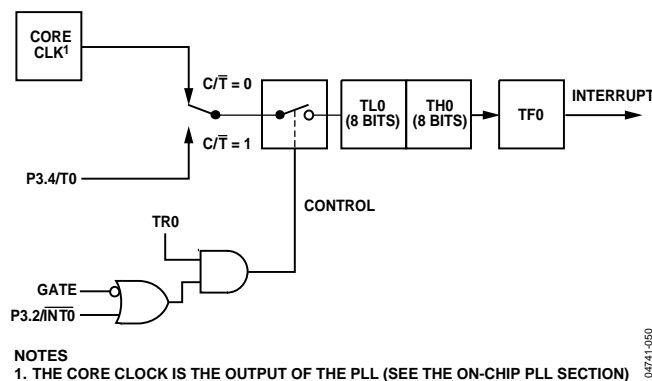 CORE
CLK¹
C/T̅ = 0
TL0
(8 BITS)
TH0
(8 BITS)
TF0
INTERRUPT
C/T̅ = 1
P3.4/T0
CONTROL
TR0
GATE
P3.2/I̅N̅T̅0̅
NOTES
1. THE CORE CLOCK IS THE OUTPUT OF THE PLL (SEE THE ON-CHIP PLL SECTION)
04741-050